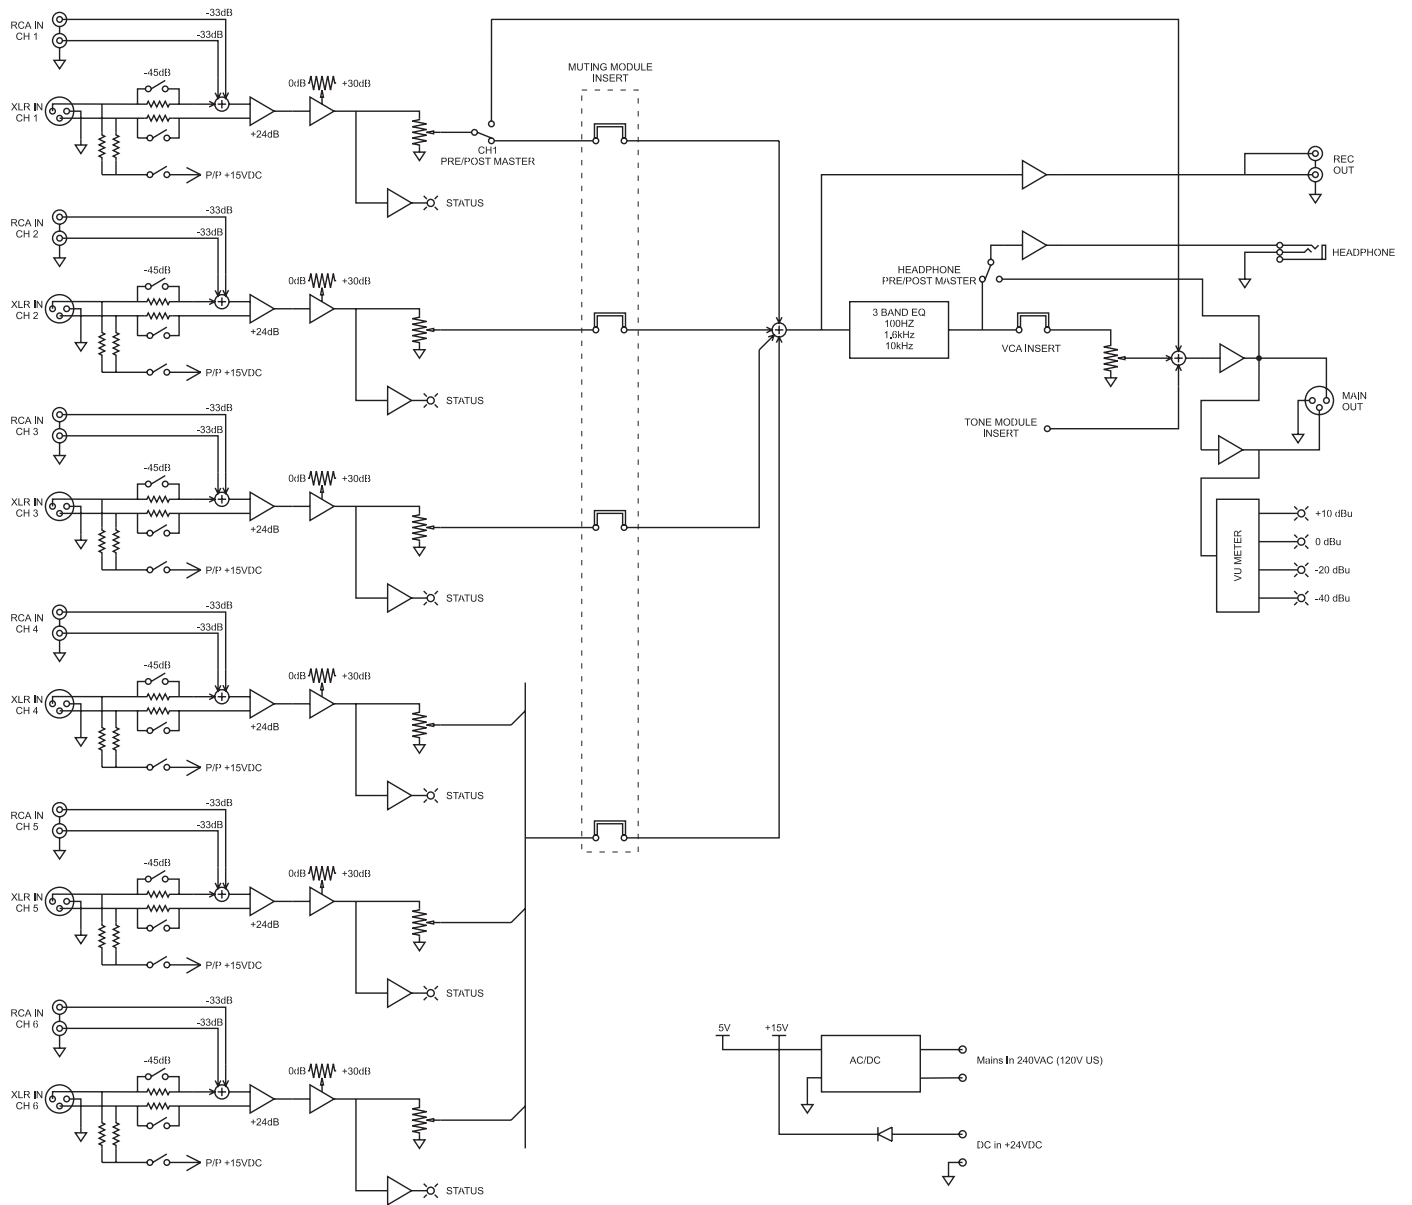 RCA IN
CH 1
-33dB
-33dB
XLR IN
CH 1
-45dB
+24dB
0dB
+30dB
P/P +15VDC
STATUS
CH1
PRE/POST MASTER
MUTING MODULE
INSERT
RCA IN
CH 2
-33dB
-33dB
XLR IN
CH 2
-45dB
+24dB
0dB
+30dB
P/P +15VDC
STATUS
RCA IN
CH 3
-33dB
-33dB
XLR IN
CH 3
-45dB
+24dB
0dB
+30dB
P/P +15VDC
STATUS
RCA IN
CH 4
-33dB
-33dB
XLR IN
CH 4
-45dB
+24dB
0dB
+30dB
P/P +15VDC
STATUS
RCA IN
CH 5
-33dB
-33dB
XLR IN
CH 5
-45dB
+24dB
0dB
+30dB
P/P +15VDC
STATUS
RCA IN
CH 6
-33dB
-33dB
XLR IN
CH 6
-45dB
+24dB
0dB
+30dB
P/P +15VDC
STATUS
REC
OUT
HEADPHONE
HEADPHONE
PRE/POST MASTER
3 BAND EQ
100HZ
1.6kHz
10kHz
VCA INSERT
TONE MODULE
INSERT
MAIN
OUT
VU METER
+10 dBu
0 dBu
-20 dBu
-40 dBu
5V
+15V
AC/DC
Mains In 240VAC (120V US)
DC in +24VDC